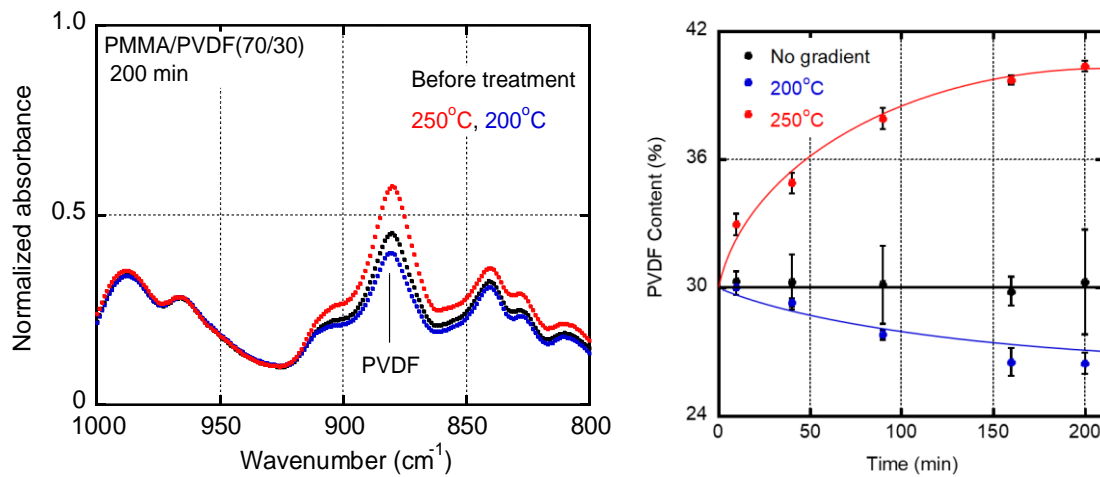 1.0
PMMA/PVDF(70/30)
200 min
Before treatment
250°C, 200°C
Normalized absorbance
0.5
PVDF
0
1000
950
900
850
800
Wavenumber (cm⁻¹)
42
No gradient
200°C
250°C
36
PVDF Content (%)
30
24
0
50
100
150
200
Time (min)